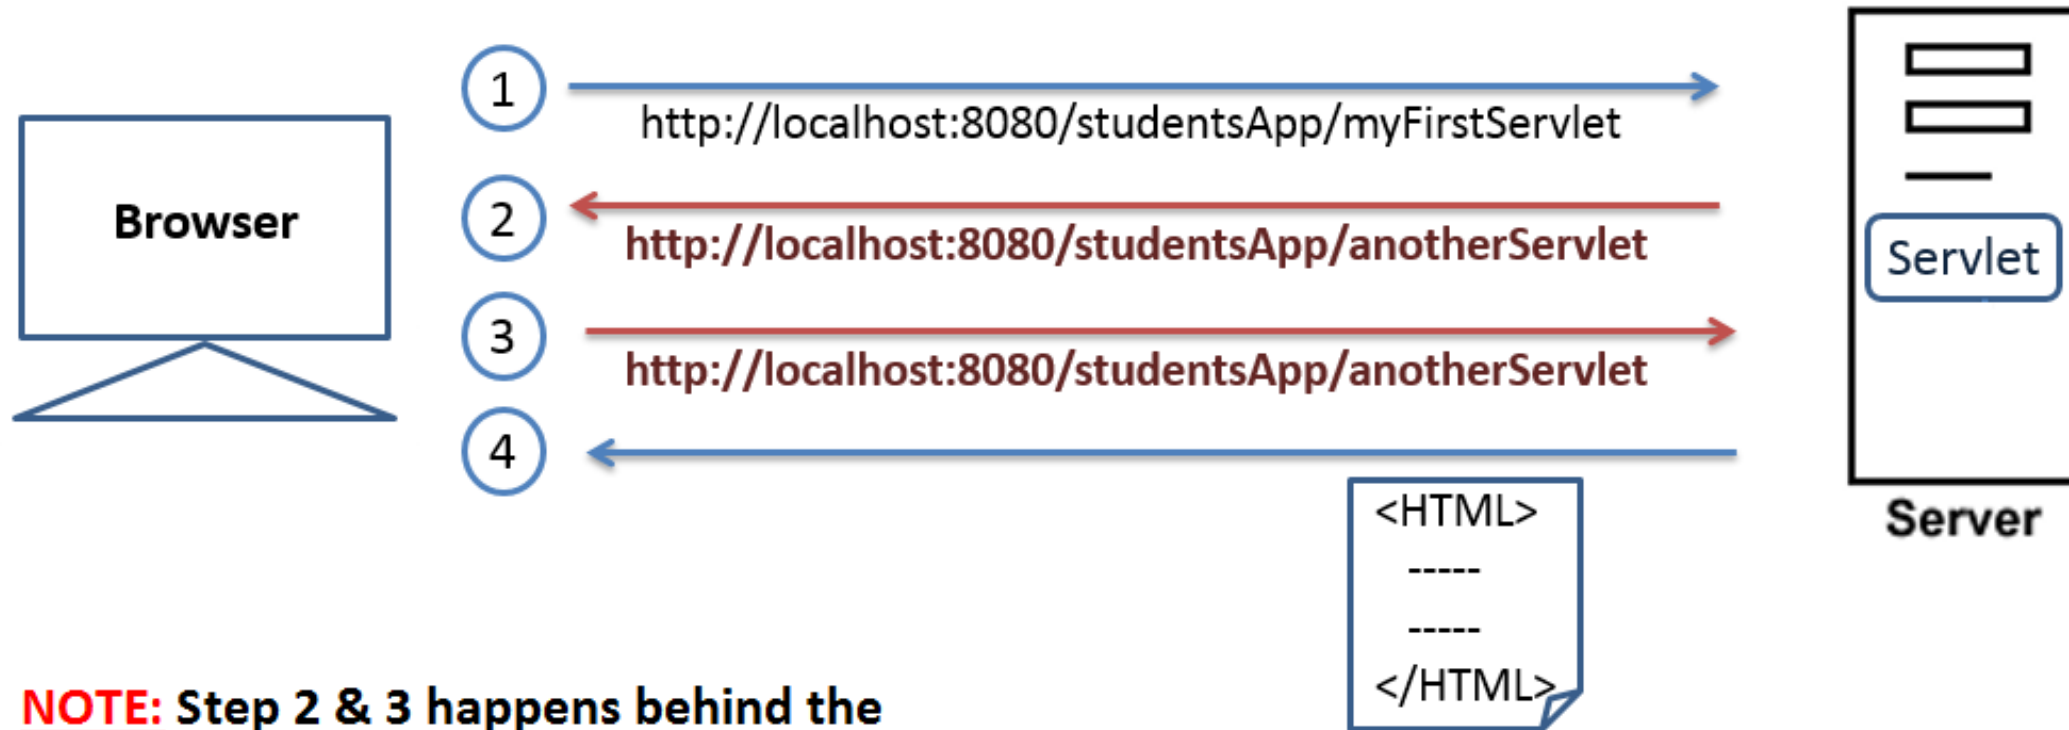 1
http://localhost:8080/studentsApp/myFirstServlet
Browser
2
http://localhost:8080/studentsApp/anotherServlet
Servlet
3
http://localhost:8080/studentsApp/anotherServlet
4
<HTML>
-----
-----
</HTML>
Server
NOTE: Step 2 & 3 happens behind the